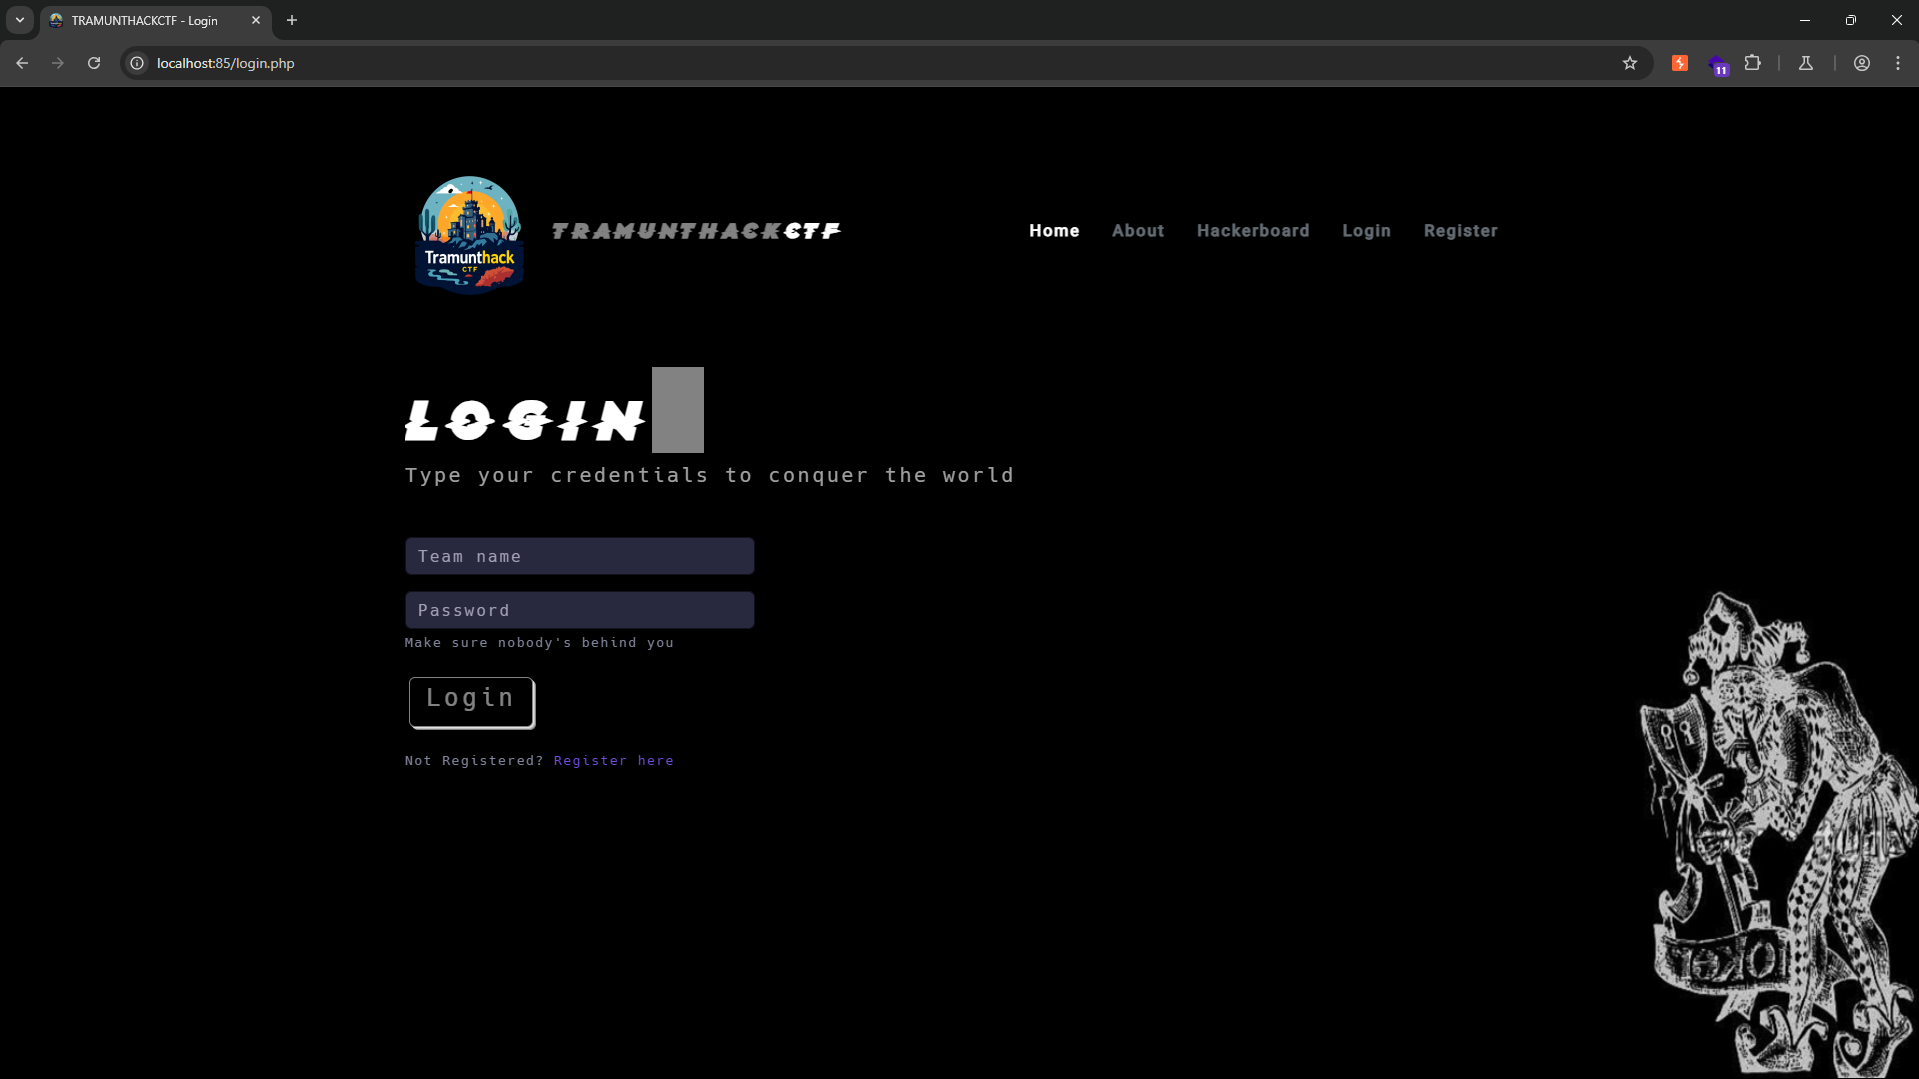 TRAMUNTHACKCTF - Login
localhost:85/login.php
11
Tramunthack
CTF
TRAMUNTHACKCTF
Home About Hackerboard Login Register
LOGIN
Type your credentials to conquer the world
Team name
Password
Make sure nobody's behind you
Login
Not Registered? Register here